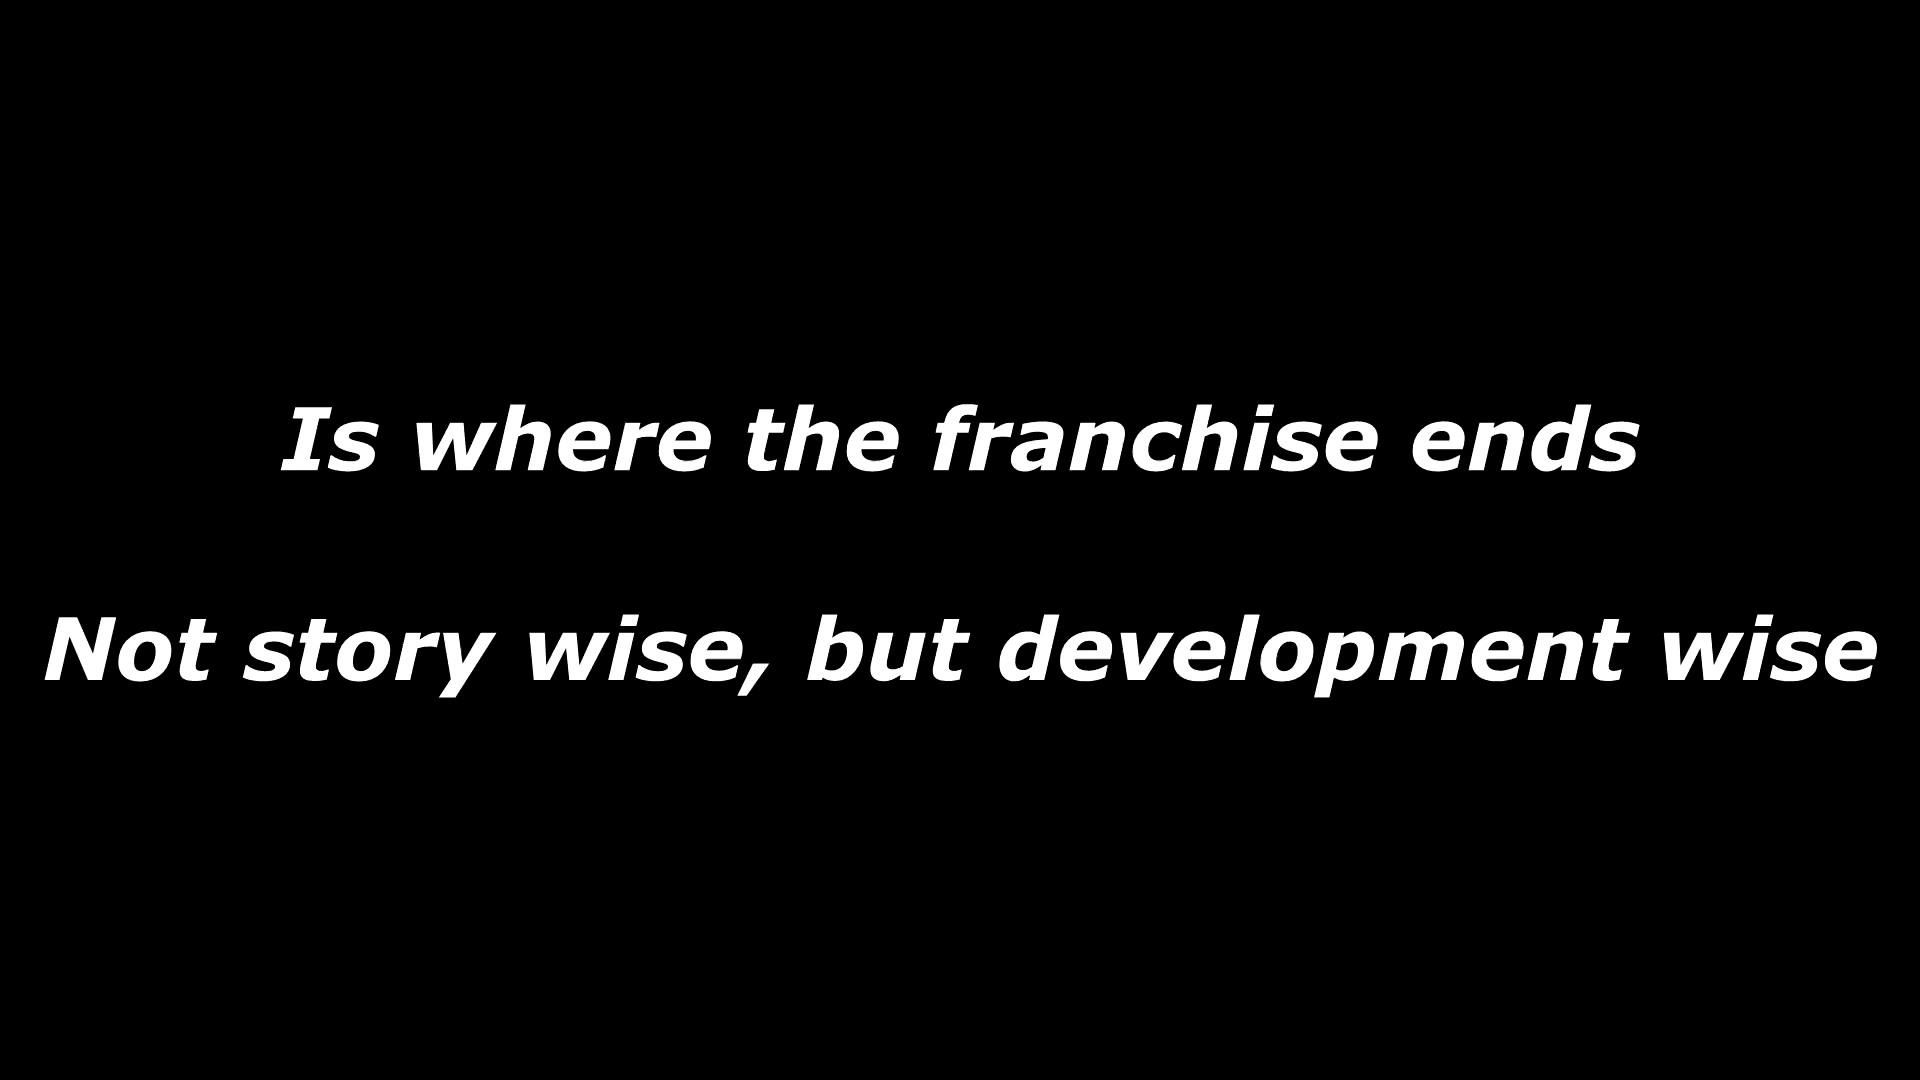 Is where the franchise ends
Not story wise, but development wise